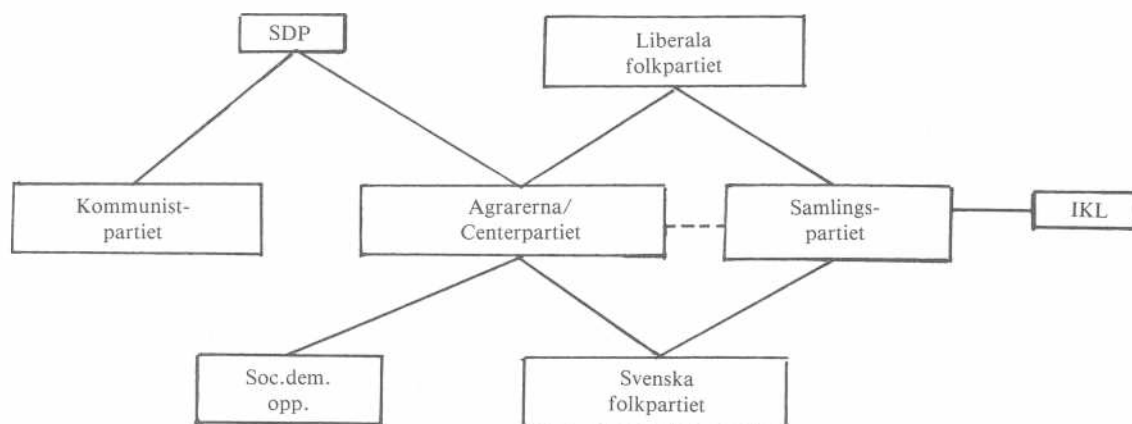 SDP
Liberala
folkpartiet
Kommunist-
partiet
Agrarerna/
Centerpartiet
Samlings-
partiet
IKL
Soc.dem.
opp.
Svenska
folkpartiet